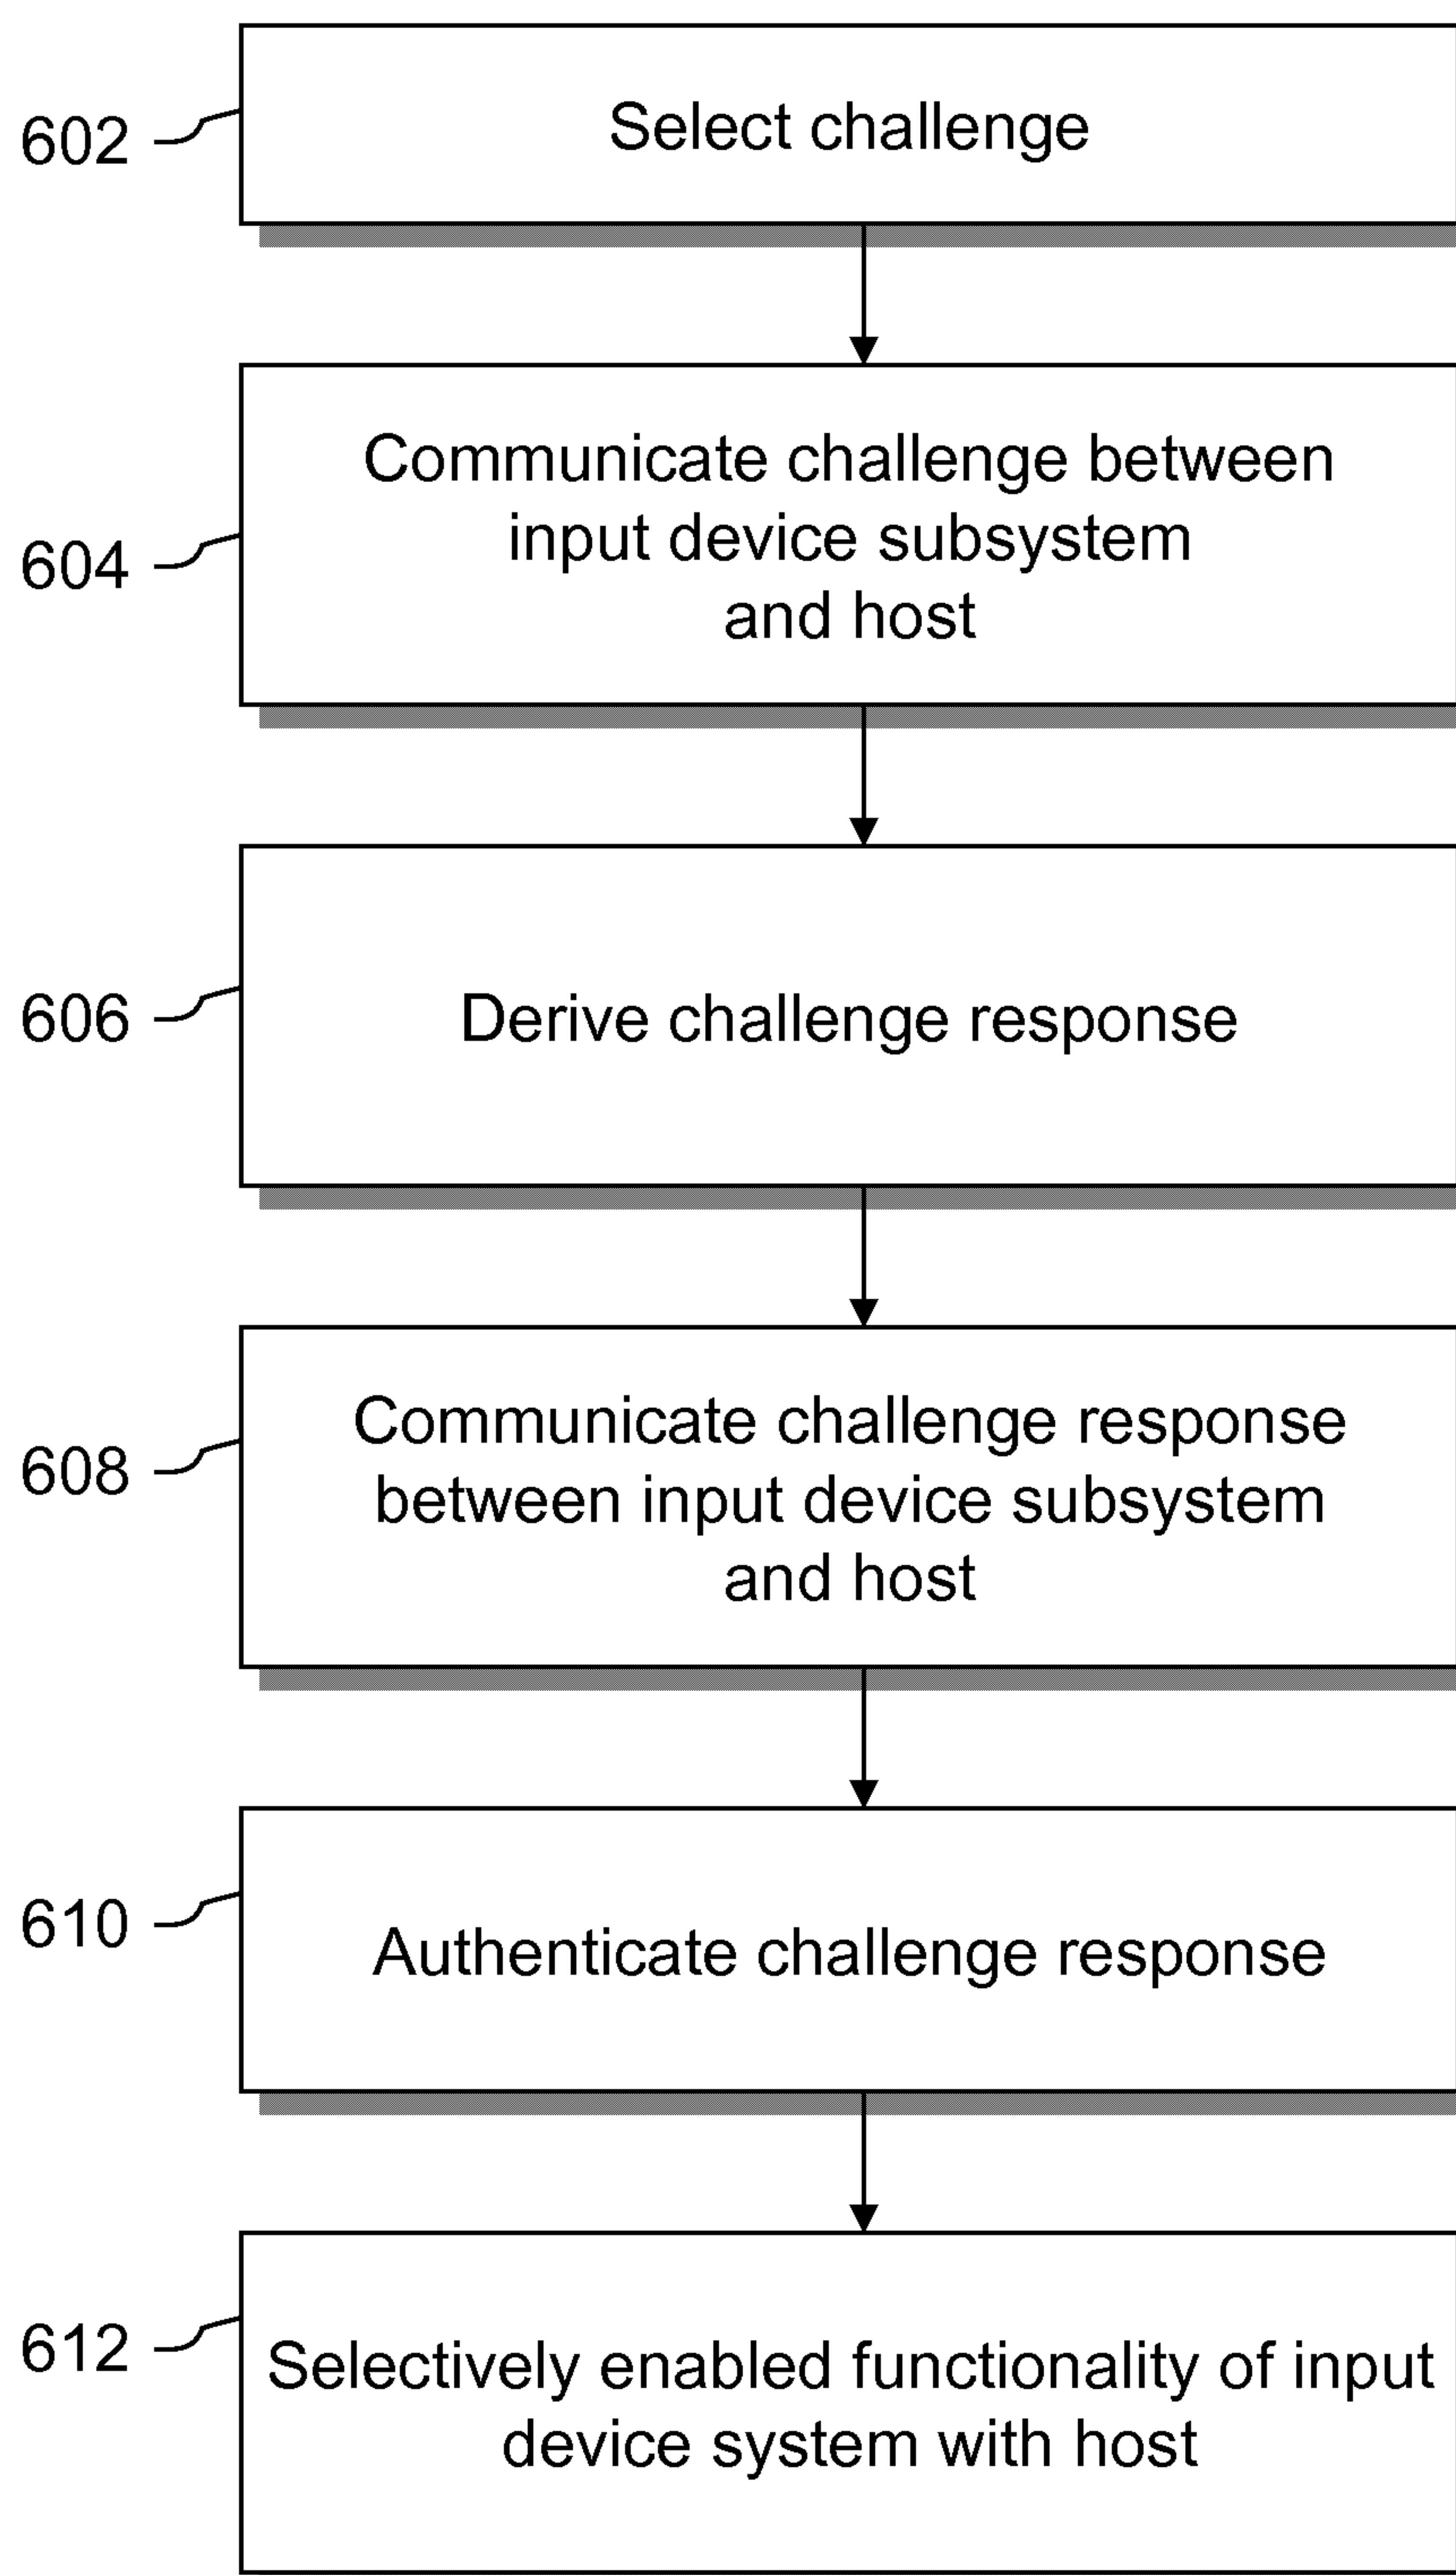 602
Select challenge
604
Communicate challenge between
input device subsystem
and host
606
Derive challenge response
608
Communicate challenge response
between input device subsystem
and host
610
Authenticate challenge response
612
Selectively enabled functionality of input
device system with host